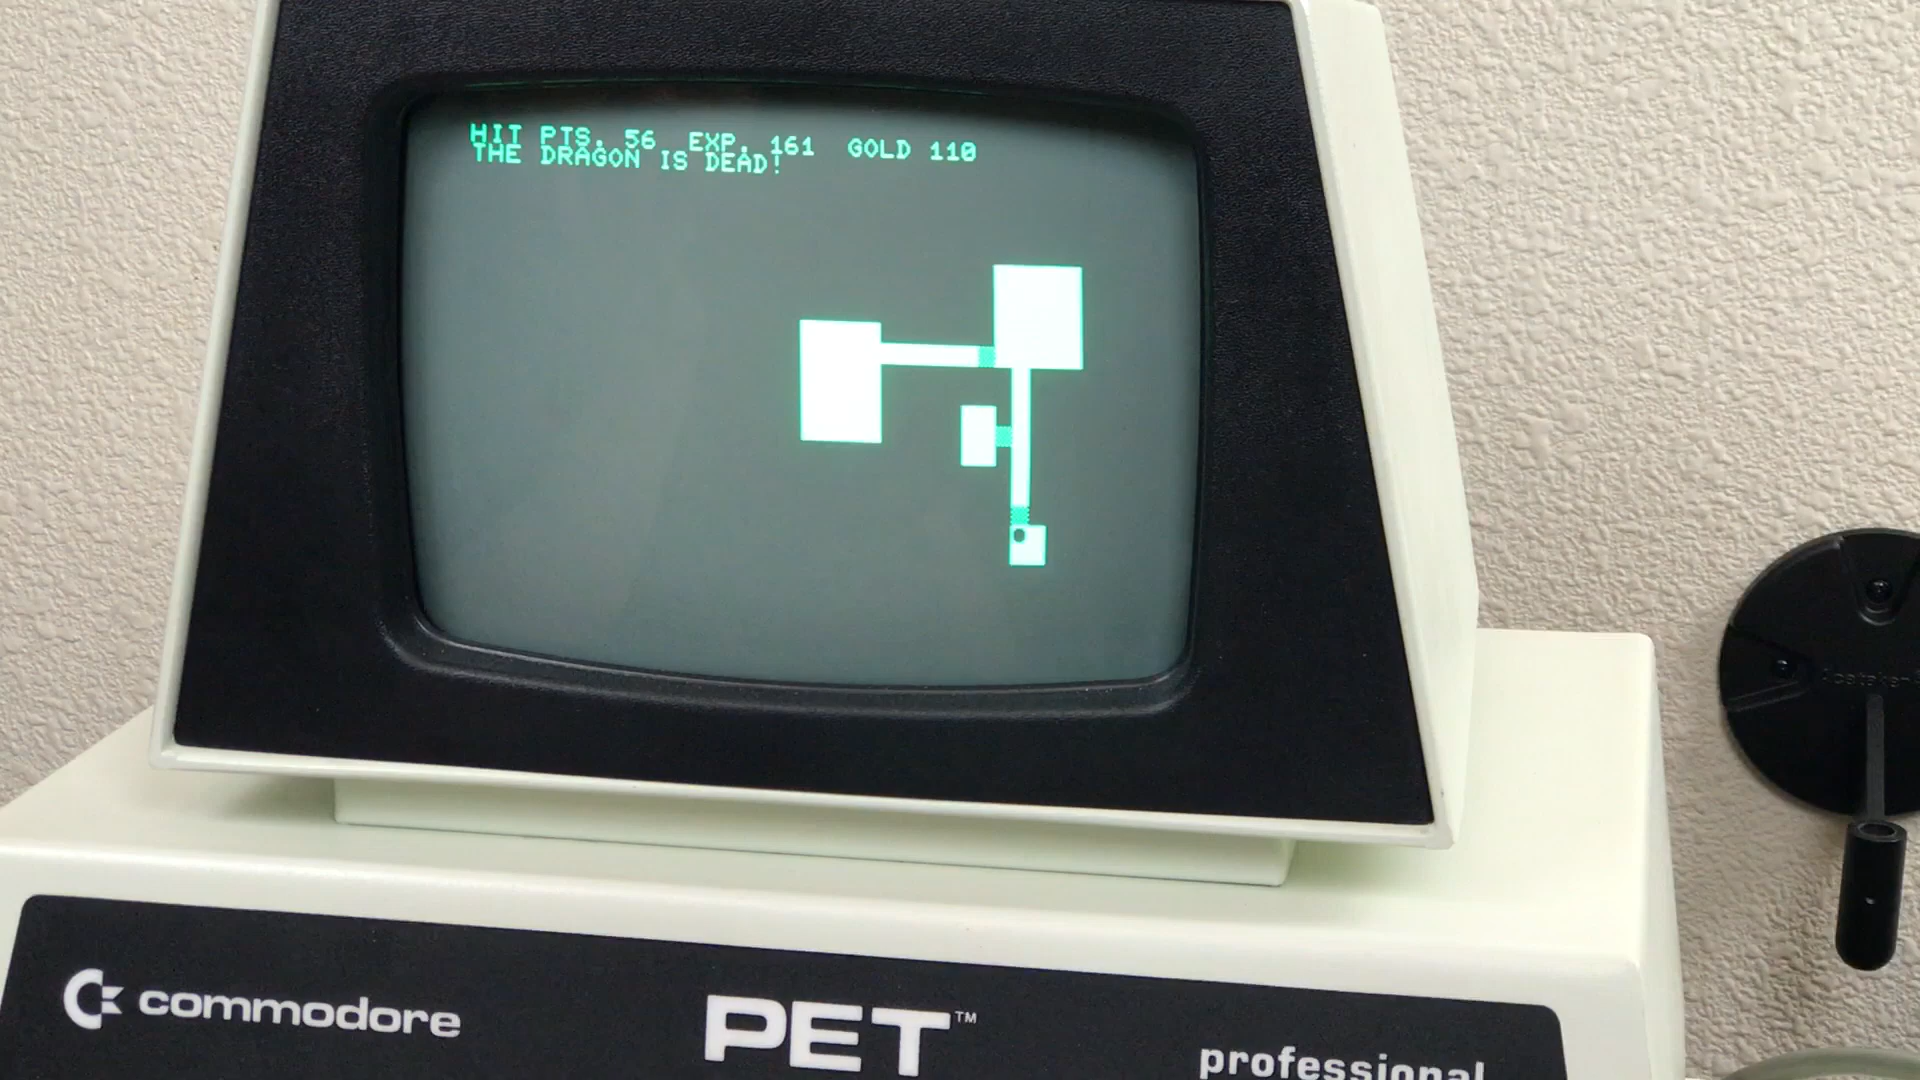 HIT PTS. 56 EXP. 161 GOLD 110
THE DRAGON IS DEAD!
commodore
PET™
professional